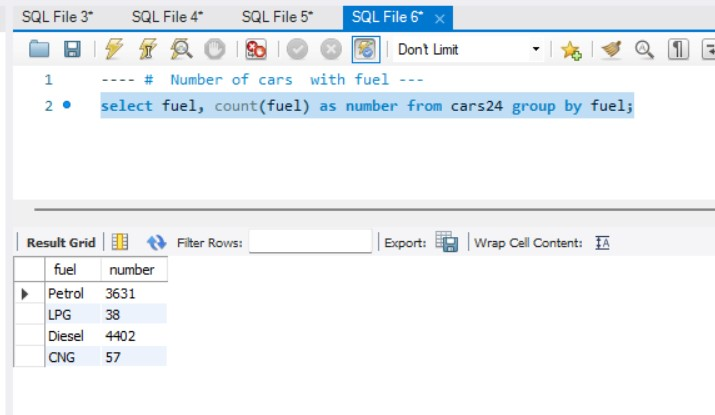 SQL File 3* SQL File 4* SQL File 5* SQL File 6* ×
Don't Limit
1 ---- # Number of cars with fuel ---
2 select fuel, count(fuel) as number from cars24 group by fuel;
Result Grid Filter Rows: Export: Wrap Cell Content: IA
fuel number
Petrol 3631
LPG 38
Diesel 4402
CNG 57